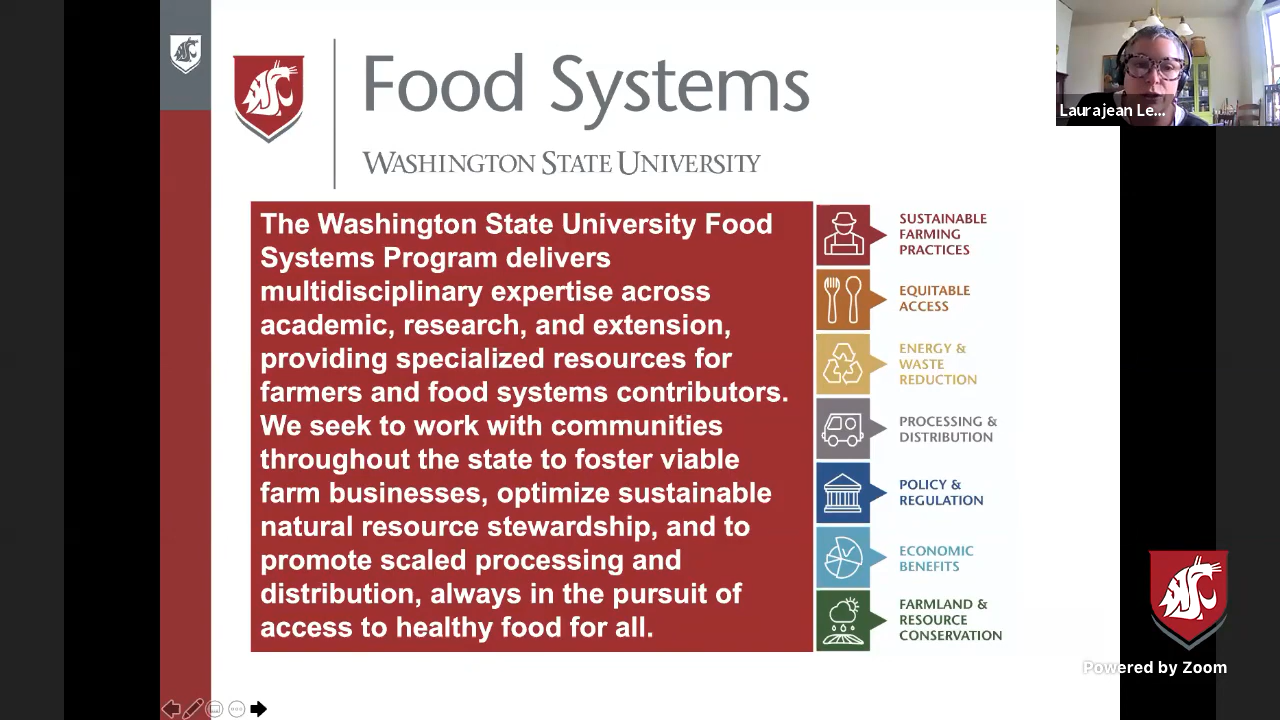 Food Systems
WASHINGTON STATE UNIVERSITY
The Washington State University Food
Systems Program delivers
multidisciplinary expertise across
academic, research, and extension,
providing specialized resources for
farmers and food systems contributors.
We seek to work with communities
throughout the state to foster viable
farm businesses, optimize sustainable
natural resource stewardship, and to
promote scaled processing and
distribution, always in the pursuit of
access to healthy food for all.
SUSTAINABLE
FARMING
PRACTICES
EQUITABLE
ACCESS
ENERGY &
WASTE
REDUCTION
PROCESSING &
DISTRIBUTION
POLICY &
REGULATION
ECONOMIC
BENEFITS
FARMLAND &
RESOURCE
CONSERVATION
Laurajean Le...
Powered by Zoom